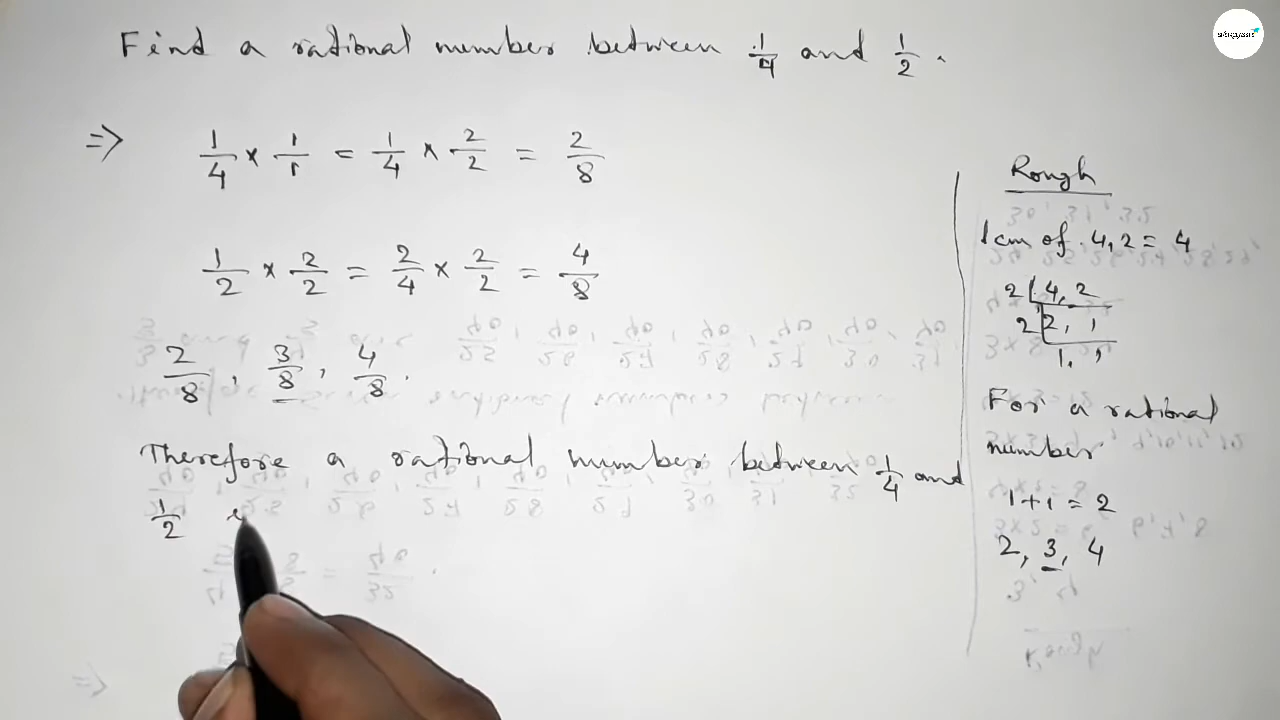 Find a rational number between 1/4 and 1/2.
⇒ 1/4 × 1/1 = 1/4 × 2/2 = 2/8
1/2 × 2/2 = 2/4 × 2/2 = 4/8
2/8, 3/8, 4/8.
Therefore a rational number between 1/4 and
1/2
Rough
lcm of 4,2 = 4
2 | 4, 2
2 | 2, 1
1, 1
For a rational
number
1+1 = 2
2, 3, 4